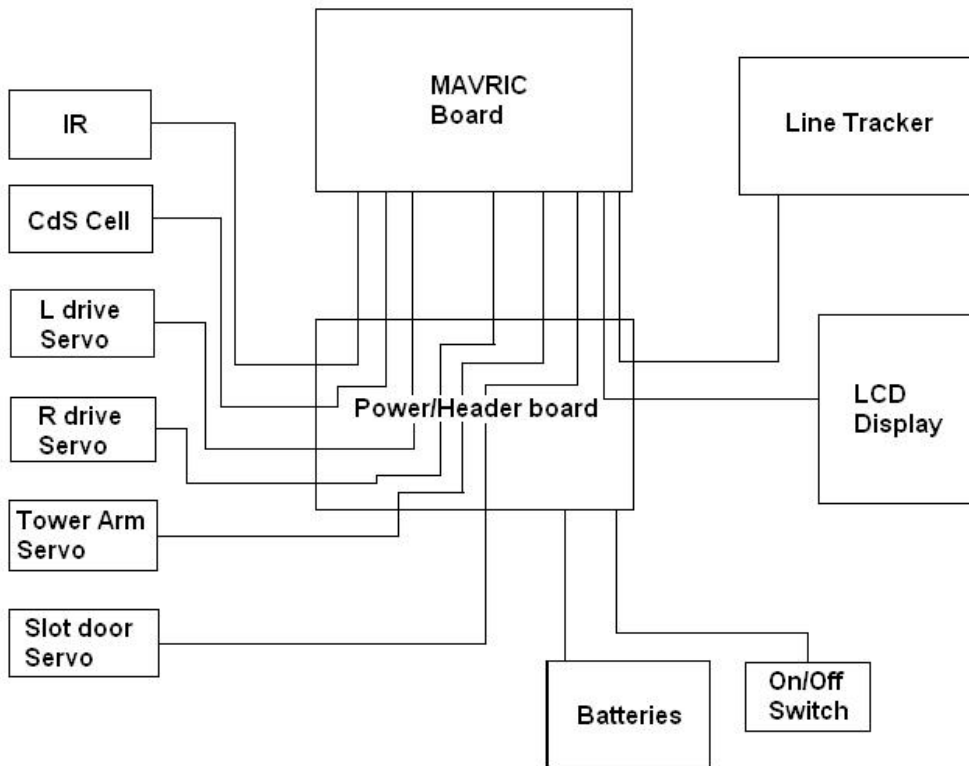 MAVRIC
Board
Line Tracker
IR
CdS Cell
L drive
Servo
R drive
Servo
Power/Header board
LCD
Display
Tower Arm
Servo
Slot door
Servo
Batteries
On/Off
Switch